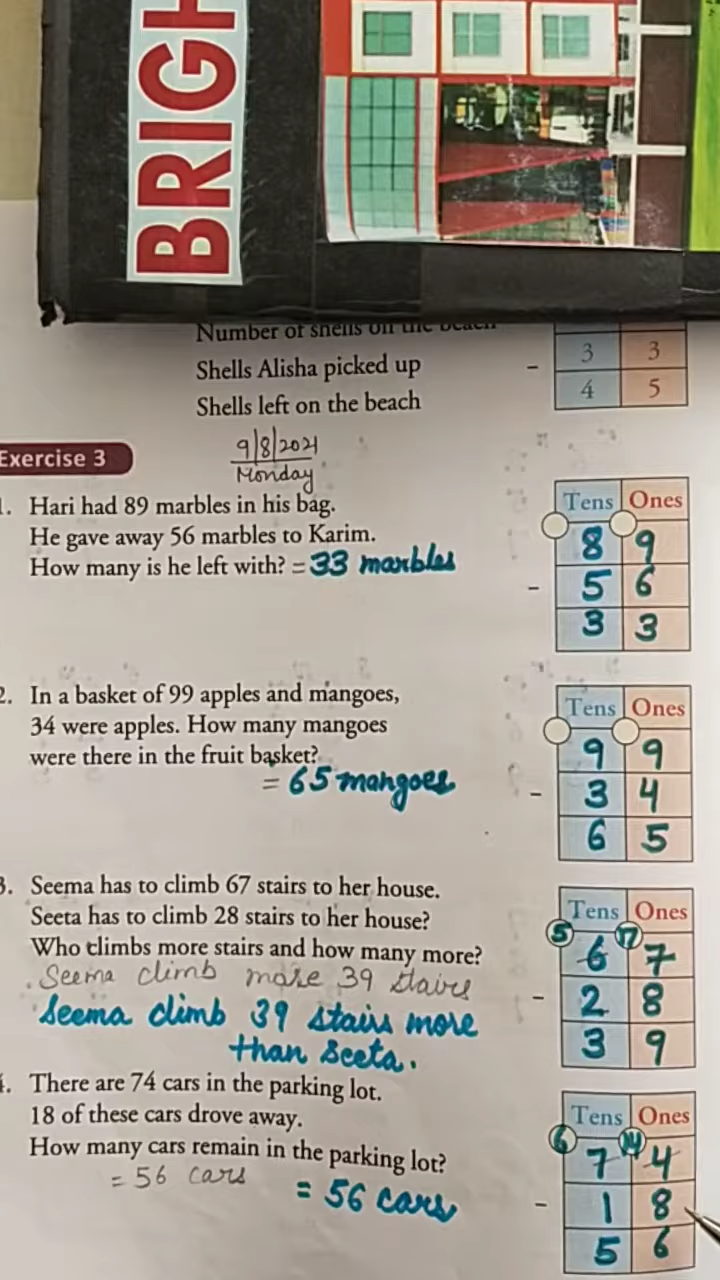 BRIGH
Number of shells on the beach
Shells Alisha picked up
Shells left on the beach
3 3
- 4 5
Exercise 3
9/8/2021
Monday
1. Hari had 89 marbles in his bag.
He gave away 56 marbles to Karim.
How many is he left with? = 33 marbles
Tens Ones
8 9
- 5 6
3 3
2. In a basket of 99 apples and mangoes,
34 were apples. How many mangoes
were there in the fruit basket?
= 65 mangoes
Tens Ones
9 9
- 3 4
6 5
3. Seema has to climb 67 stairs to her house.
Seeta has to climb 28 stairs to her house?
Who climbs more stairs and how many more?
Seema climb more 39 stairs
Seema climb 39 stairs more
than Seeta.
Tens Ones
5 17
6 7
- 2 8
3 9
4. There are 74 cars in the parking lot.
18 of these cars drove away.
How many cars remain in the parking lot?
= 56 cars = 56 cars
Tens Ones
6 14
7 4
- 1 8
5 6